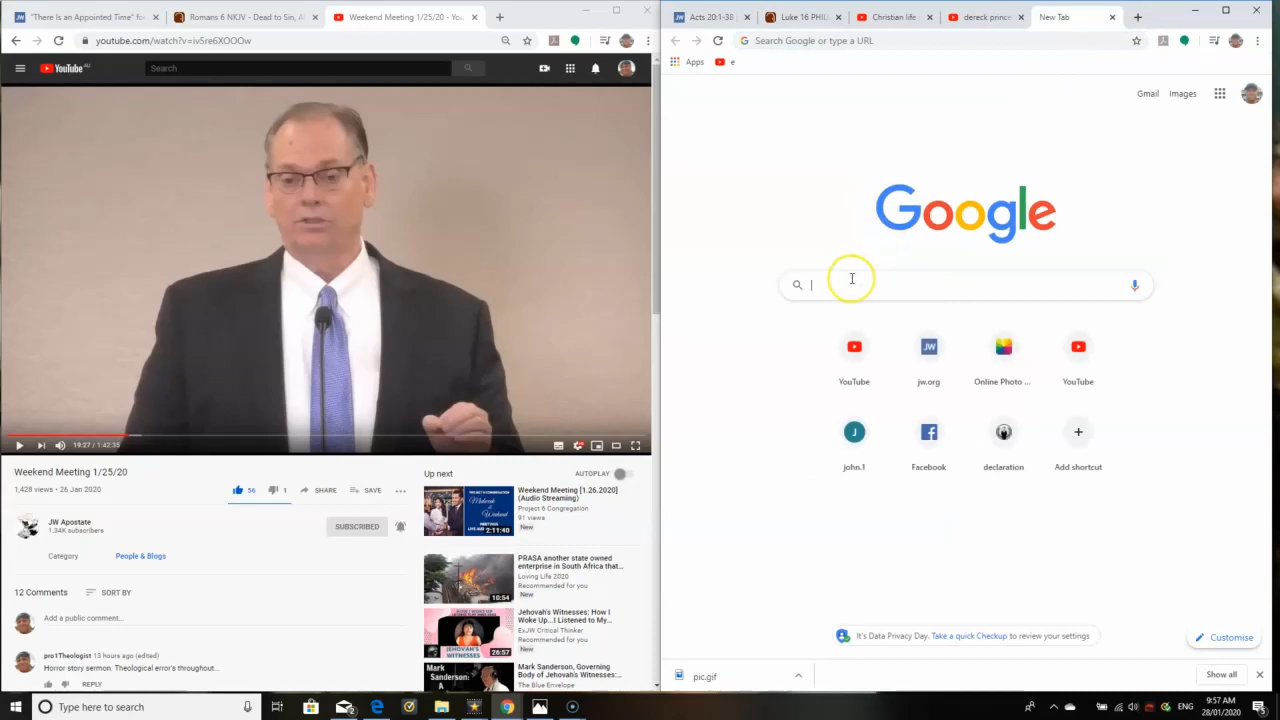 "There is An Appointed Time" for
Romans 6 NKJV - Dead to Sin, Al
Weekend Meeting 1/25/20 - You
youtube.com/watch?v=iv5re6XOOOw
YouTube AU
Search
19:27 / 1:42:35
Weekend Meeting 1/25/20
1,428 views • 26 Jan 2020
56
1
SHARE
SAVE
JW Apostate
1.34K subscribers
SUBSCRIBED
Category
People & Blogs
12 Comments
SORT BY
Add a public comment...
pro1Theologist 13 hours ago (edited)
Horror story sermon. Theological error's throughout...
REPLY
Up next
AUTOPLAY
Weekend Meeting [1.26.2020]
(Audio Streaming)
Project 6 Congregation
91 views
New
2:11:40
PRASA another state owned
enterprise in South Africa that...
Loving Life 2020
Recommended for you
New
10:54
Jehovah's Witnesses: How I
Woke Up...I Listened to My...
ExJW Critical Thinker
Recommended for you
New
JEHOVAH'S
WITNESSES!
26:57
Mark Sanderson, Governing
Body of Jehovah's Witnesses:...
The Blue Envelope
MARK
SANDERSON:
Acts 20:1-38
Luke 16 PHILL
Christian life
dereck prince
New Tab
Search Google or type a URL
Apps
e
Gmail
Images
Google
YouTube
JW
jw.org
Online Photo ...
YouTube
J
john.1
Facebook
declaration
Add shortcut
It's Data Privacy Day. Take a quick Checkup to review your settings
Customise
pic.gif
Show all
Type here to search
ENG
9:57 AM
28/01/2020
5